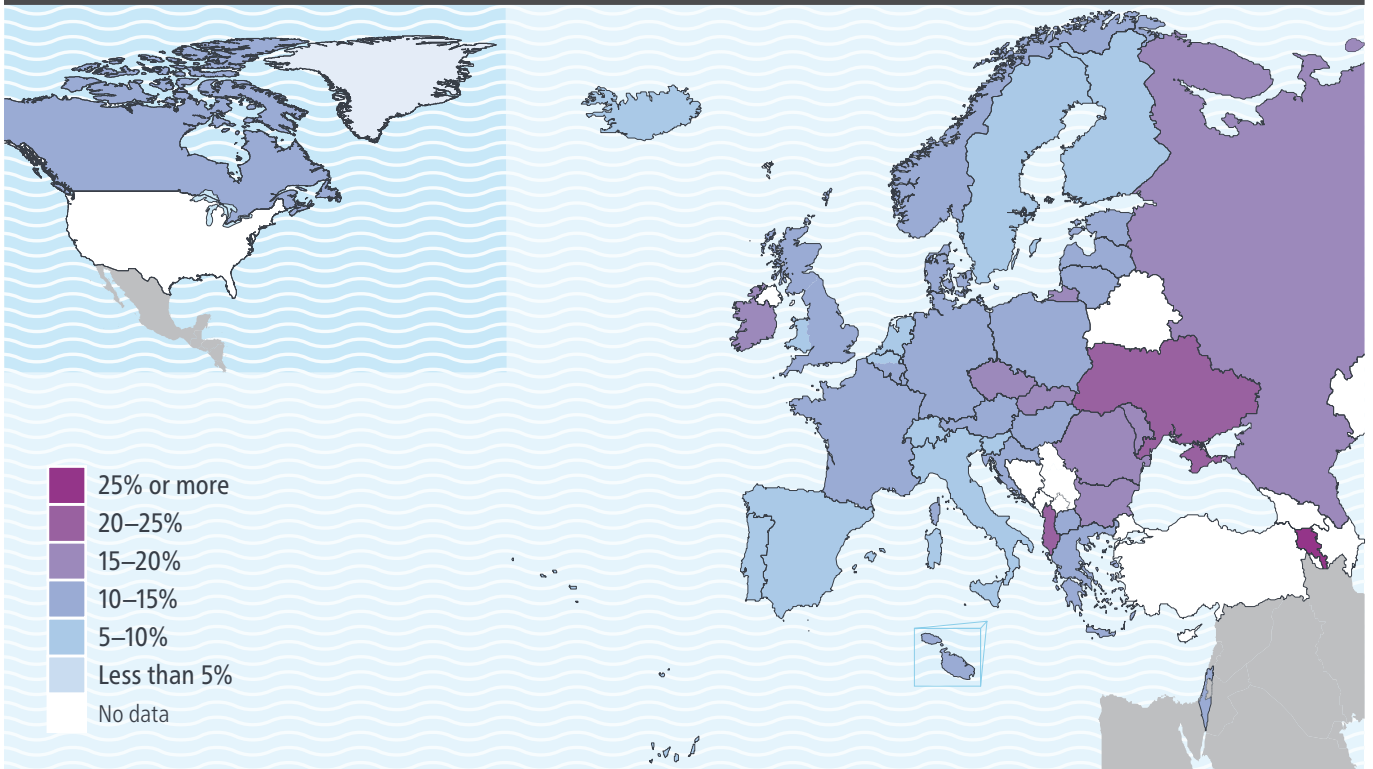 25% or more
20–25%
15–20%
10–15%
5–10%
Less than 5%
No data